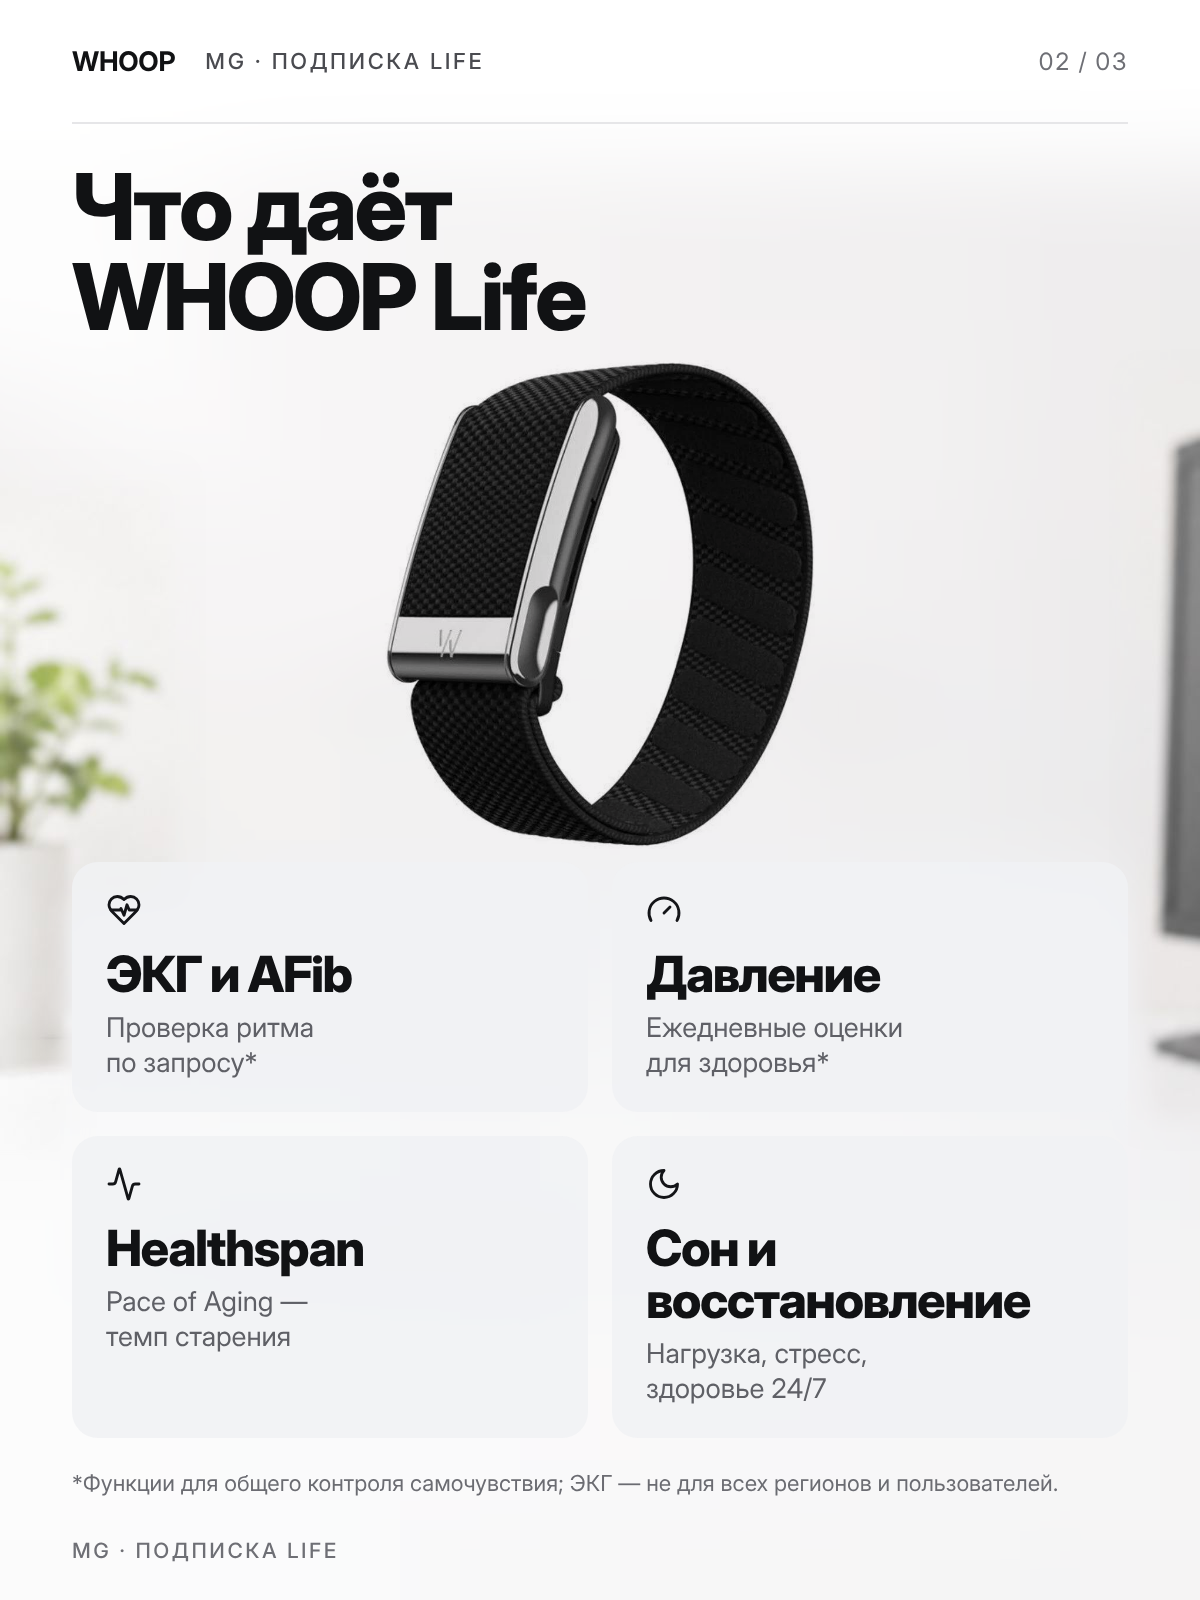 WHOOP MG · ПОДПИСКА LIFE 02 / 03
Что даёт
WHOOP Life
W
ЭКГ и AFib
Проверка ритма
по запросу*
Давление
Ежедневные оценки
для здоровья*
Healthspan
Pace of Aging —
темп старения
Сон и
восстановление
Нагрузка, стресс,
здоровье 24/7
*Функции для общего контроля самочувствия; ЭКГ — не для всех регионов и пользователей.
MG · ПОДПИСКА LIFE